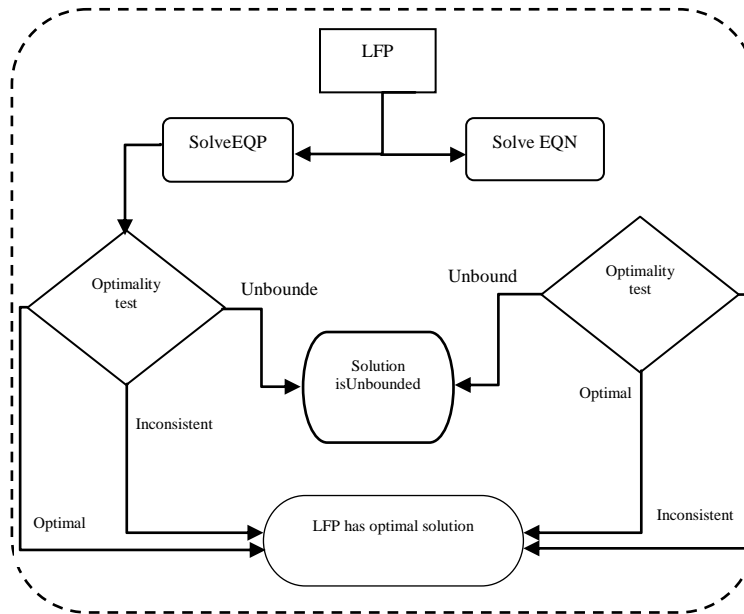 LFP
SolveEQP
Solve EQN
Optimality
test
Unbounde
Unbound
Optimality
test
Solution
isUnbounded
Optimal
Inconsistent
Optimal
LFP has optimal solution
Inconsistent